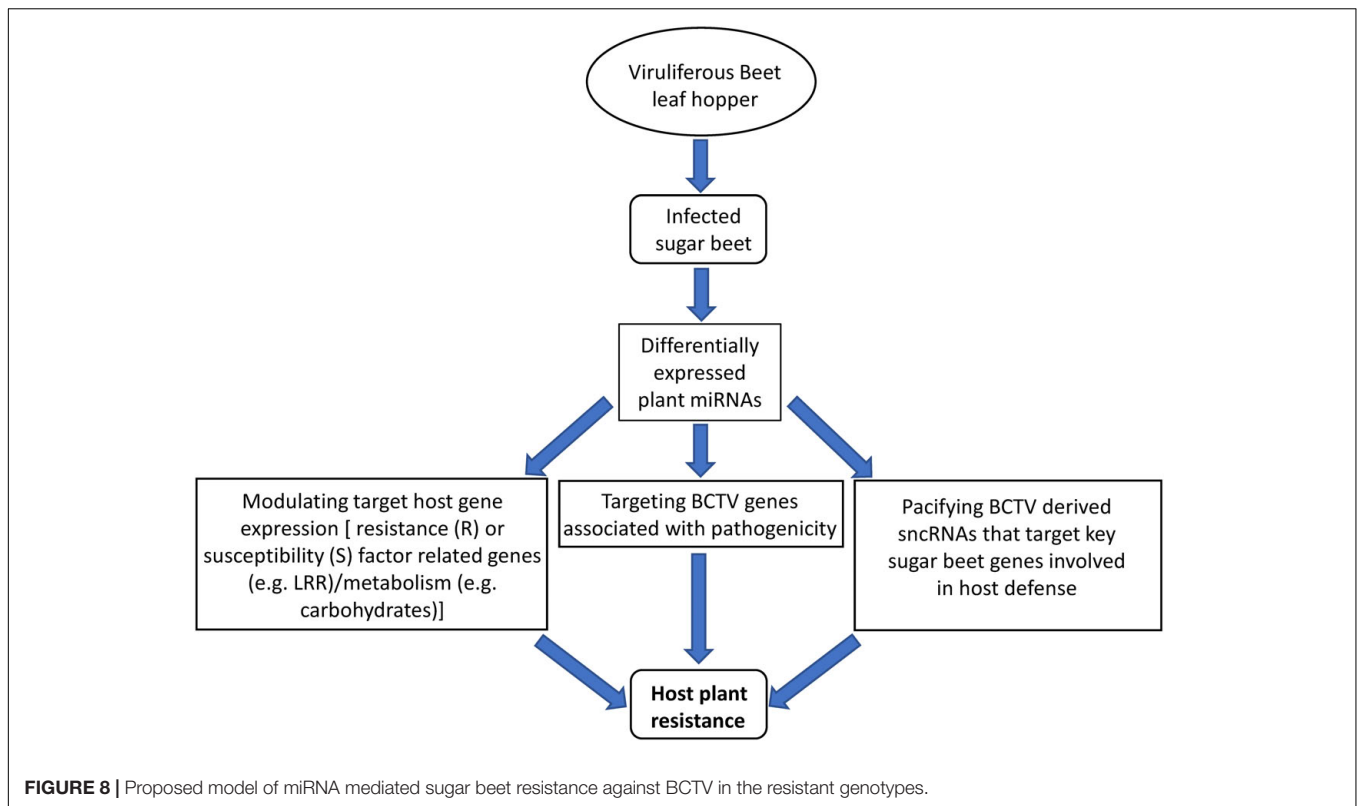 Viruliferous Beet
leaf hopper
Infected
sugar beet
Differentially
expressed
plant miRNAs
Modulating target host gene
expression [ resistance (R) or
susceptibility (S) factor related genes
(e.g. LRR)/metabolism (e.g.
carbohydrates)]
Targeting BCTV genes
associated with pathogenicity
Pacifying BCTV derived
sncRNAs that target key
sugar beet genes involved
in host defense
Host plant
resistance
FIGURE 8 | Proposed model of miRNA mediated sugar beet resistance against BCTV in the resistant genotypes.